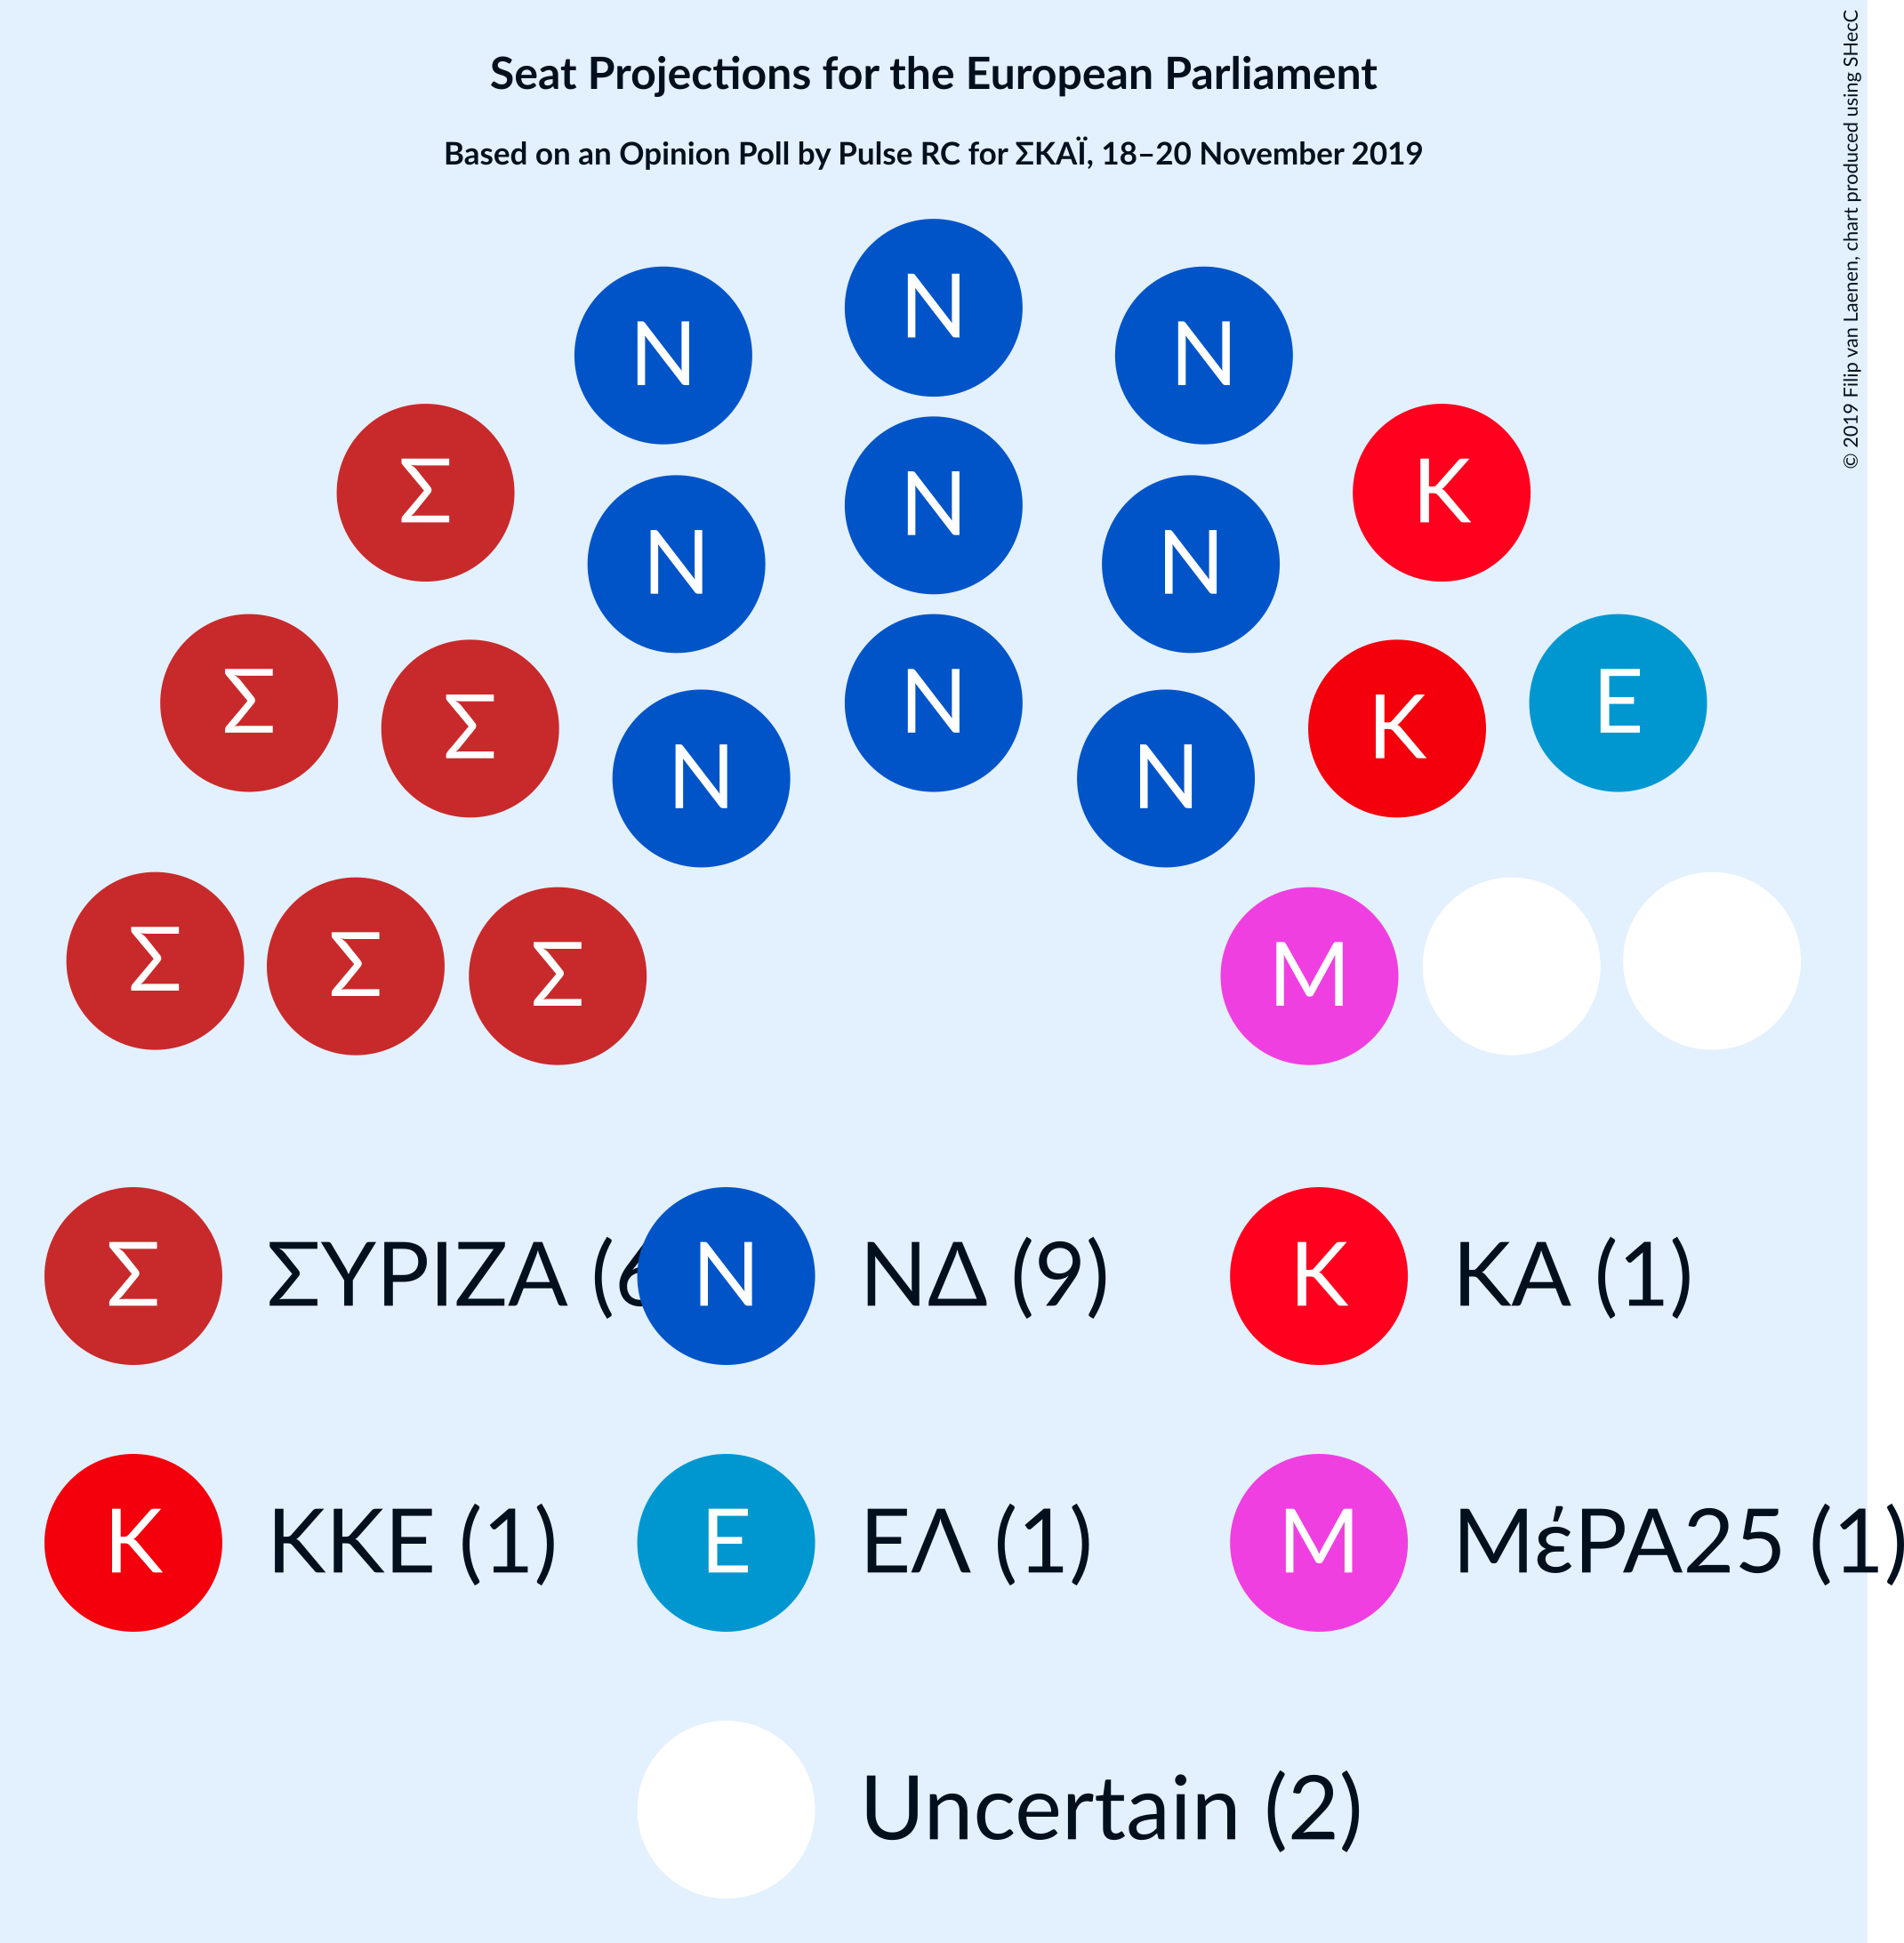 Seat Projections for the European Parliament
Based on an Opinion Poll by Pulse RC for ΣΚΑΪ, 18–20 November 2019
© 2019 Filip van Laenen, chart produced using SHecC
N
N N
Σ K
N
N N
Σ E
Σ K
N
N N
Σ Σ Σ M
Σ ΣΥΡΙΖΑ (6 N ΝΔ (9) K ΚΑ (1)
K ΚΚΕ (1) E ΕΛ (1) M ΜέΡΑ25 (1)
Uncertain (2)